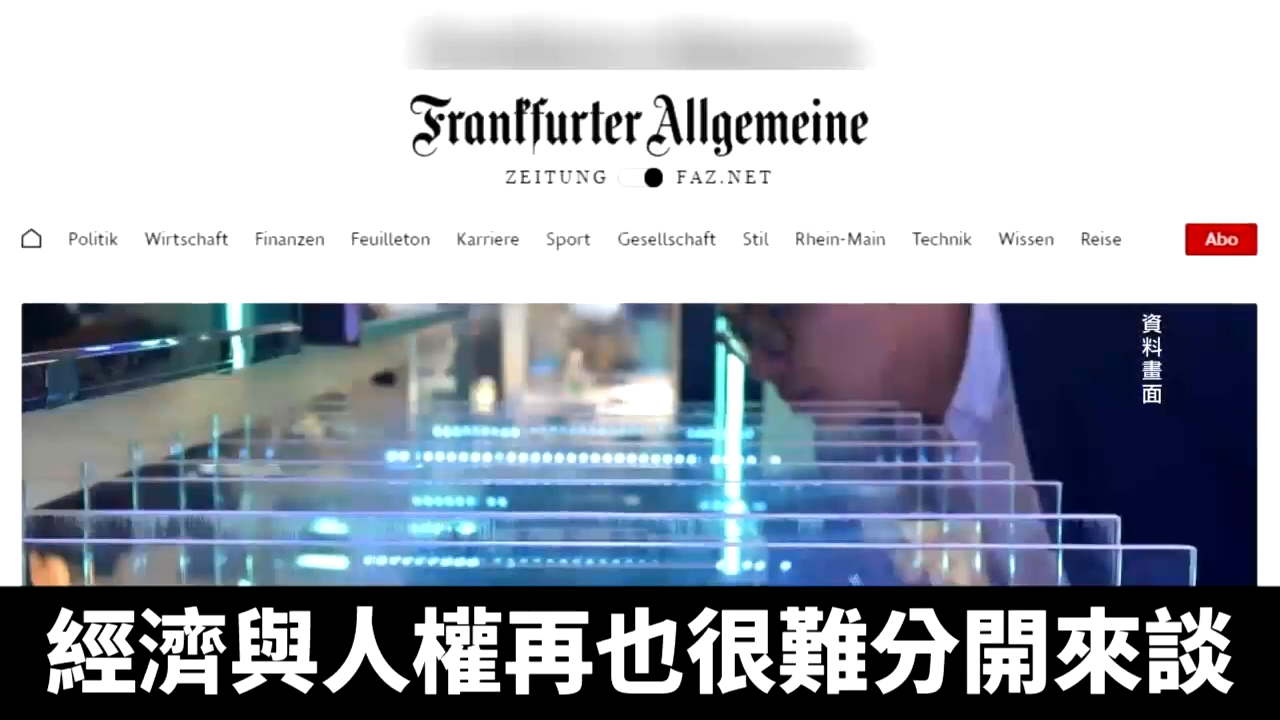 Frankfurter Allgemeine
ZEITUNG FAZ.NET
Politik Wirtschaft Finanzen Feuilleton Karriere Sport Gesellschaft Stil Rhein-Main Technik Wissen Reise Abo
資料畫面
經濟與人權再也很難分開來談